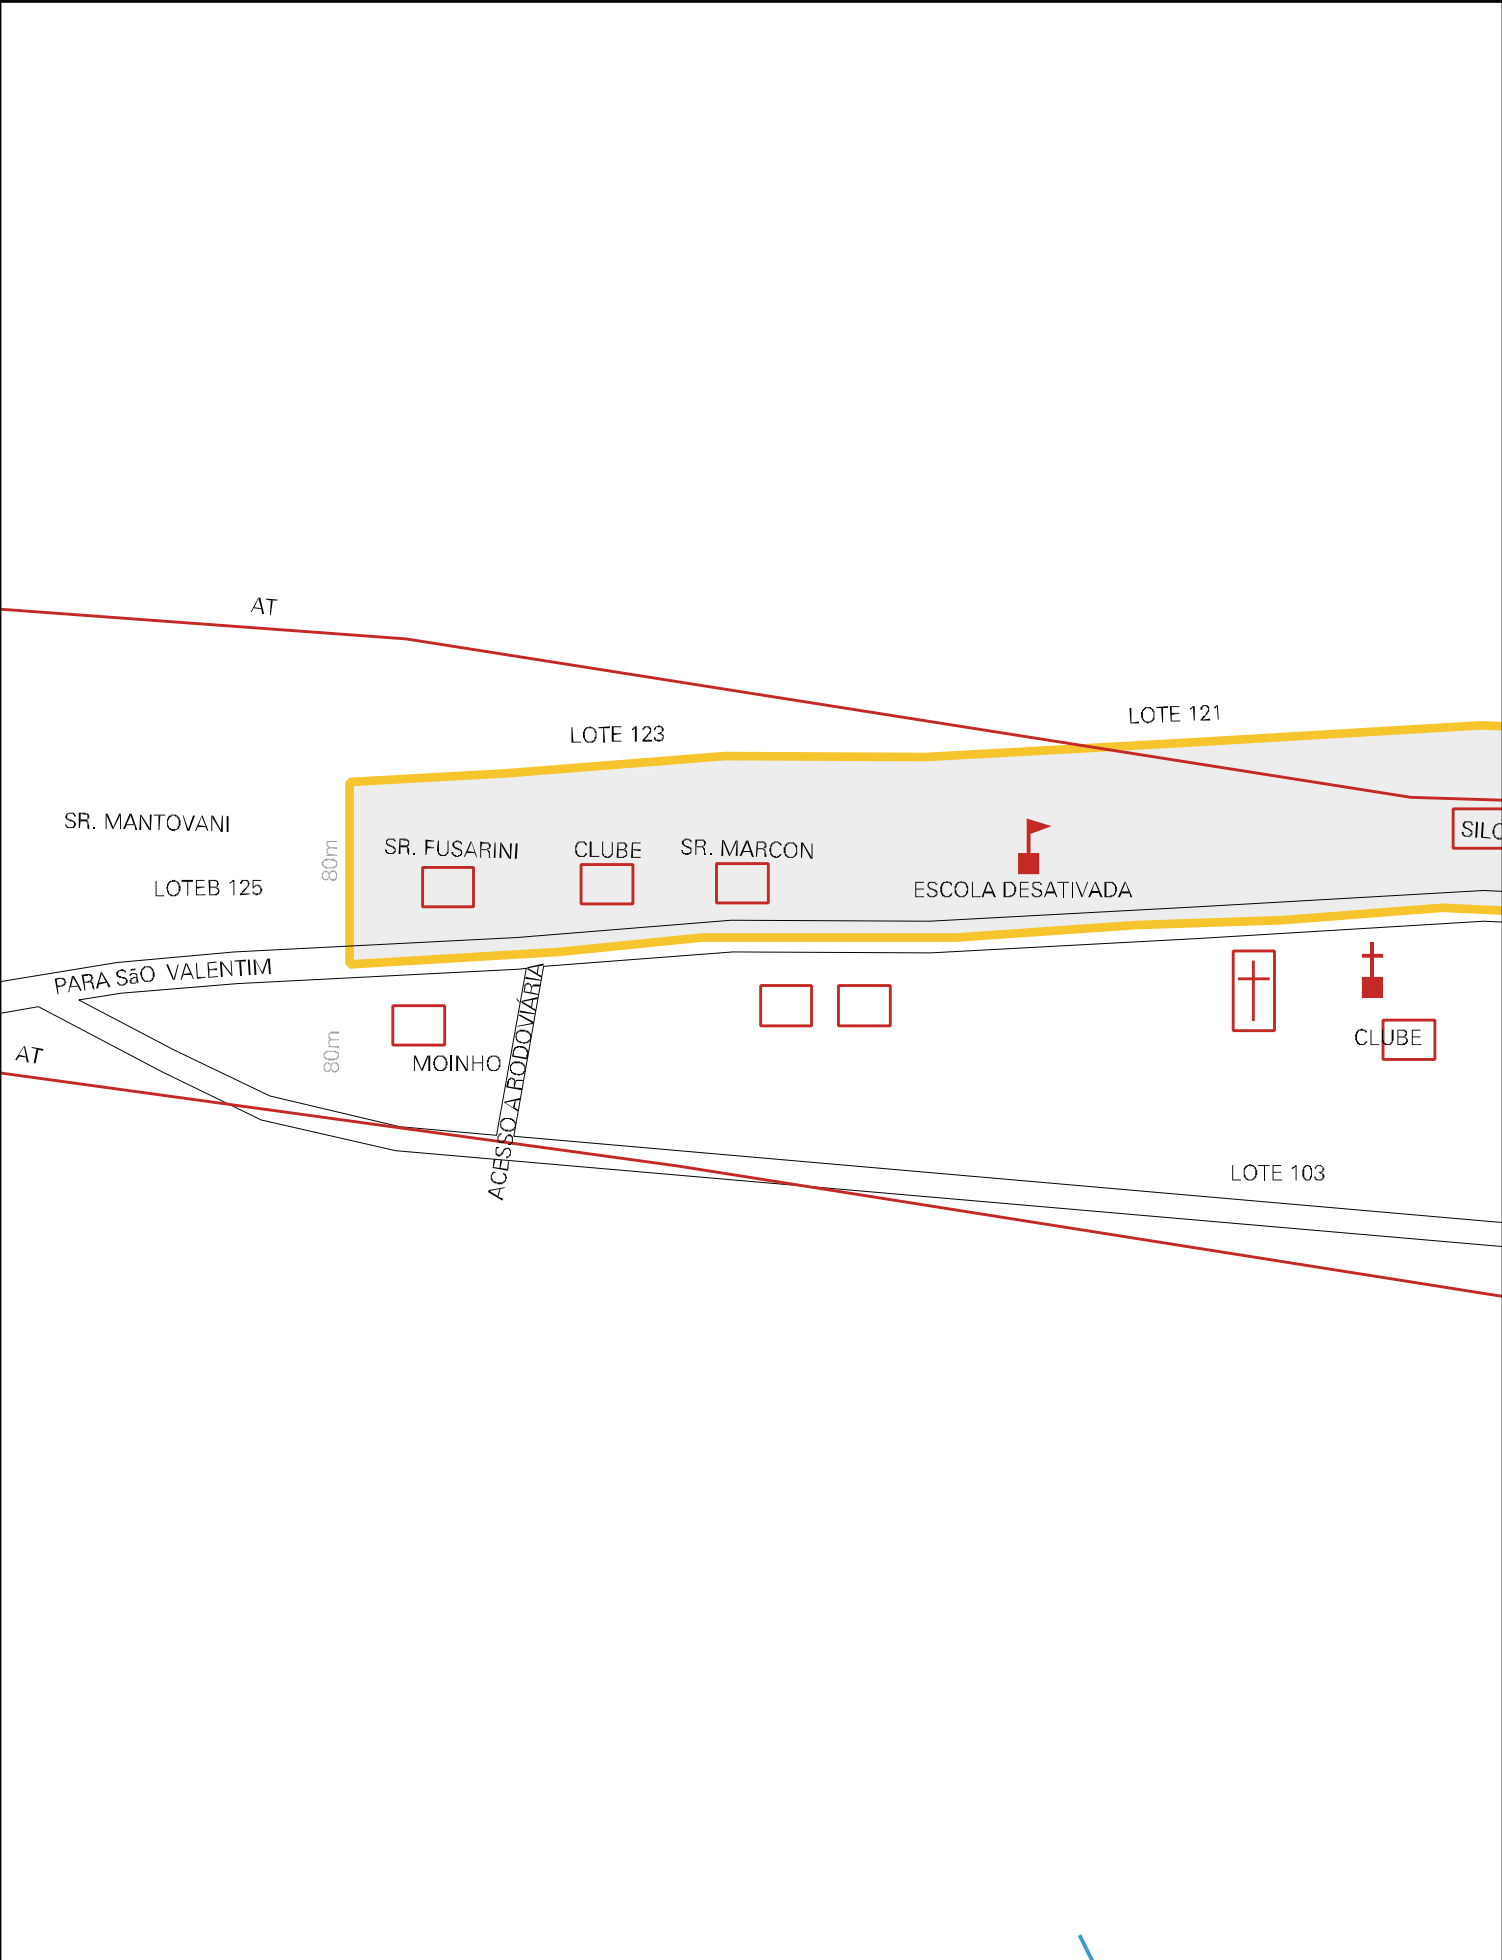 AT
LOTE 121
LOTE 123
SR. MANTOVANI
SILO
SR. FUSARINI
CLUBE
SR. MARCON
80m
LOTEB 125
ESCOLA DESATIVADA
PARA SãO VALENTIM
ACESSO A RODOVIÁRIA
CLUBE
80m
AT
MOINHO
LOTE 103